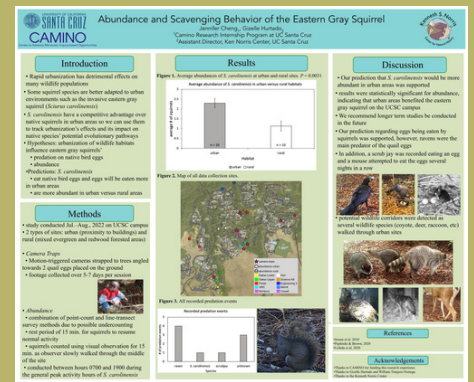 UNIVERSITY OF CALIFORNIA
SANTA CRUZ
CAMINO
Abundance and Scavenging Behavior of the Eastern Gray Squirrel
Jennifer Cheng, Giselle Hurtado,
¹Camino Research Internship Program at UC Santa Cruz
²Assistant Director, Ken Norris Center, UC Santa Cruz
Kenneth S. Norris
Introduction
• Rapid urbanization has detrimental effects on
many wildlife populations
• Some squirrel species are better adapted to urban
environments such as the invasive eastern gray
squirrel (Sciurus carolinensis)
• S. carolinensis have a competitive advantage over
native squirrels in urban areas so we can use them
to track urbanization's effects and its impact on
native species' potential evolutionary pathways
• Hypotheses: urbanization of wildlife habitats
influence eastern gray squirrels'
• predation on native bird eggs
• abundance
•Predictions: S. carolinensis
• eat native bird eggs and eggs will be eaten more
in urban areas
• are more abundant in urban versus rural areas
Methods
• study conducted Jul.-Aug., 2022 on UCSC campus
• 2 types of sites: urban (proximity to buildings) and
rural (mixed evergreen and redwood forested areas)
• Camera Traps
• Motion-triggered cameras strapped to trees angled
towards 2 quail eggs placed on the ground
• footage collected over 5-7 days per session
• Abundance
• combination of point-count and line-transect
survey methods due to possible undercounting
• rest period of 15 min. for squirrels to resume
normal activity
• squirrels counted using visual observation for 15
min. as observer slowly walked through the middle
of the site
• conducted between hours 0700 and 1900 during
the general peak activity hours of S. carolinensis
Results
Figure 1. Average abundances of S. carolinensis at urban and rural sites. P = 0.0031
Average abundance of S. carolinensis in urban versus rural habitats
average # of squirrels
urban
rural
Habitat
urban rural
Figure 2. Map of all data collection sites.
Figure 3. All recorded predation events
Recorded predation events
# of predation events
raven
S. carolinensis
scrubjay
unknown
Species
Discussion
• Our prediction that S. carolinensis would be more
abundant in urban areas was supported
• results were statistically significant for abundance,
indicating that urban areas benefited the eastern
gray squirrel on the UCSC campus
• We recommend longer term studies be conducted
in the future
• Our prediction regarding eggs being eaten by
squirrels was supported, however, ravens were the
main predator of the quail eggs
• In addition, a scrub jay was recorded eating an egg
and a mouse attempted to eat the eggs several
nights in a row
• potential wildlife corridors were detected as
several wildlife species (coyote, deer, raccoon, etc)
walked through urban sites
References
Acknowledgements